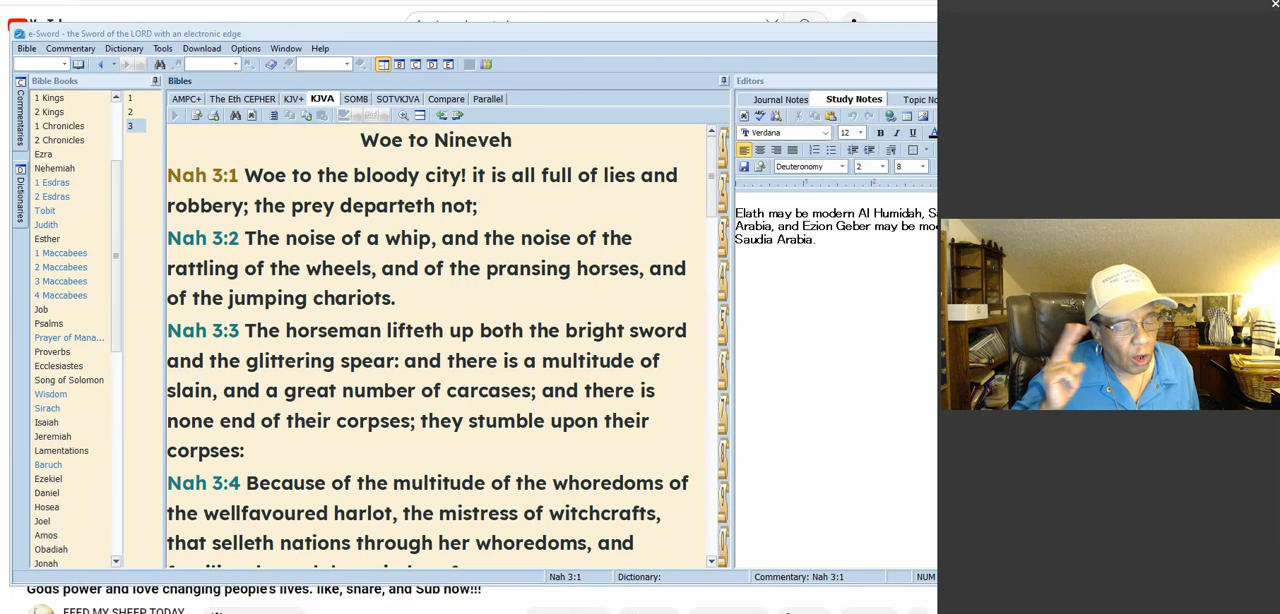 e-Sword - the Sword of the LORD with an electronic edge
Bible Commentary Dictionary Tools Download Options Window Help
Bible Books
Bibles
Editors
Commentaries
Dictionaries
1 Kings
2 Kings
1 Chronicles
2 Chronicles
Ezra
Nehemiah
1 Esdras
2 Esdras
Tobit
Judith
Esther
1 Maccabees
2 Maccabees
3 Maccabees
4 Maccabees
Job
Psalms
Prayer of Mana...
Proverbs
Ecclesiastes
Song of Solomon
Wisdom
Sirach
Isaiah
Jeremiah
Lamentations
Baruch
Ezekiel
Daniel
Hosea
Joel
Amos
Obadiah
Jonah
1
2
3
AMPC+ The Eth CEPHER KJV+ KJVA SOMB SOTVKJVA Compare Parallel
Woe to Nineveh
Nah 3:1 Woe to the bloody city! it is all full of lies and
robbery; the prey departeth not;
Nah 3:2 The noise of a whip, and the noise of the
rattling of the wheels, and of the pransing horses, and
of the jumping chariots.
Nah 3:3 The horseman lifteth up both the bright sword
and the glittering spear: and there is a multitude of
slain, and a great number of carcases; and there is
none end of their corpses; they stumble upon their
corpses:
Nah 3:4 Because of the multitude of the whoredoms of
the wellfavoured harlot, the mistress of witchcrafts,
that selleth nations through her whoredoms, and
Journal Notes Study Notes Topic No
Verdana 12 B I U A
Deuteronomy 2 8
Elath may be modern Al Humidah, S
Arabia, and Ezion Geber may be mo
Saudia Arabia.
Nah 3:1 Dictionary: Commentary: Nah 3:1 NUM
Gods power and love changing people's lives. like, share, and Sub now!!!
FEED MY SHEEP TODAY